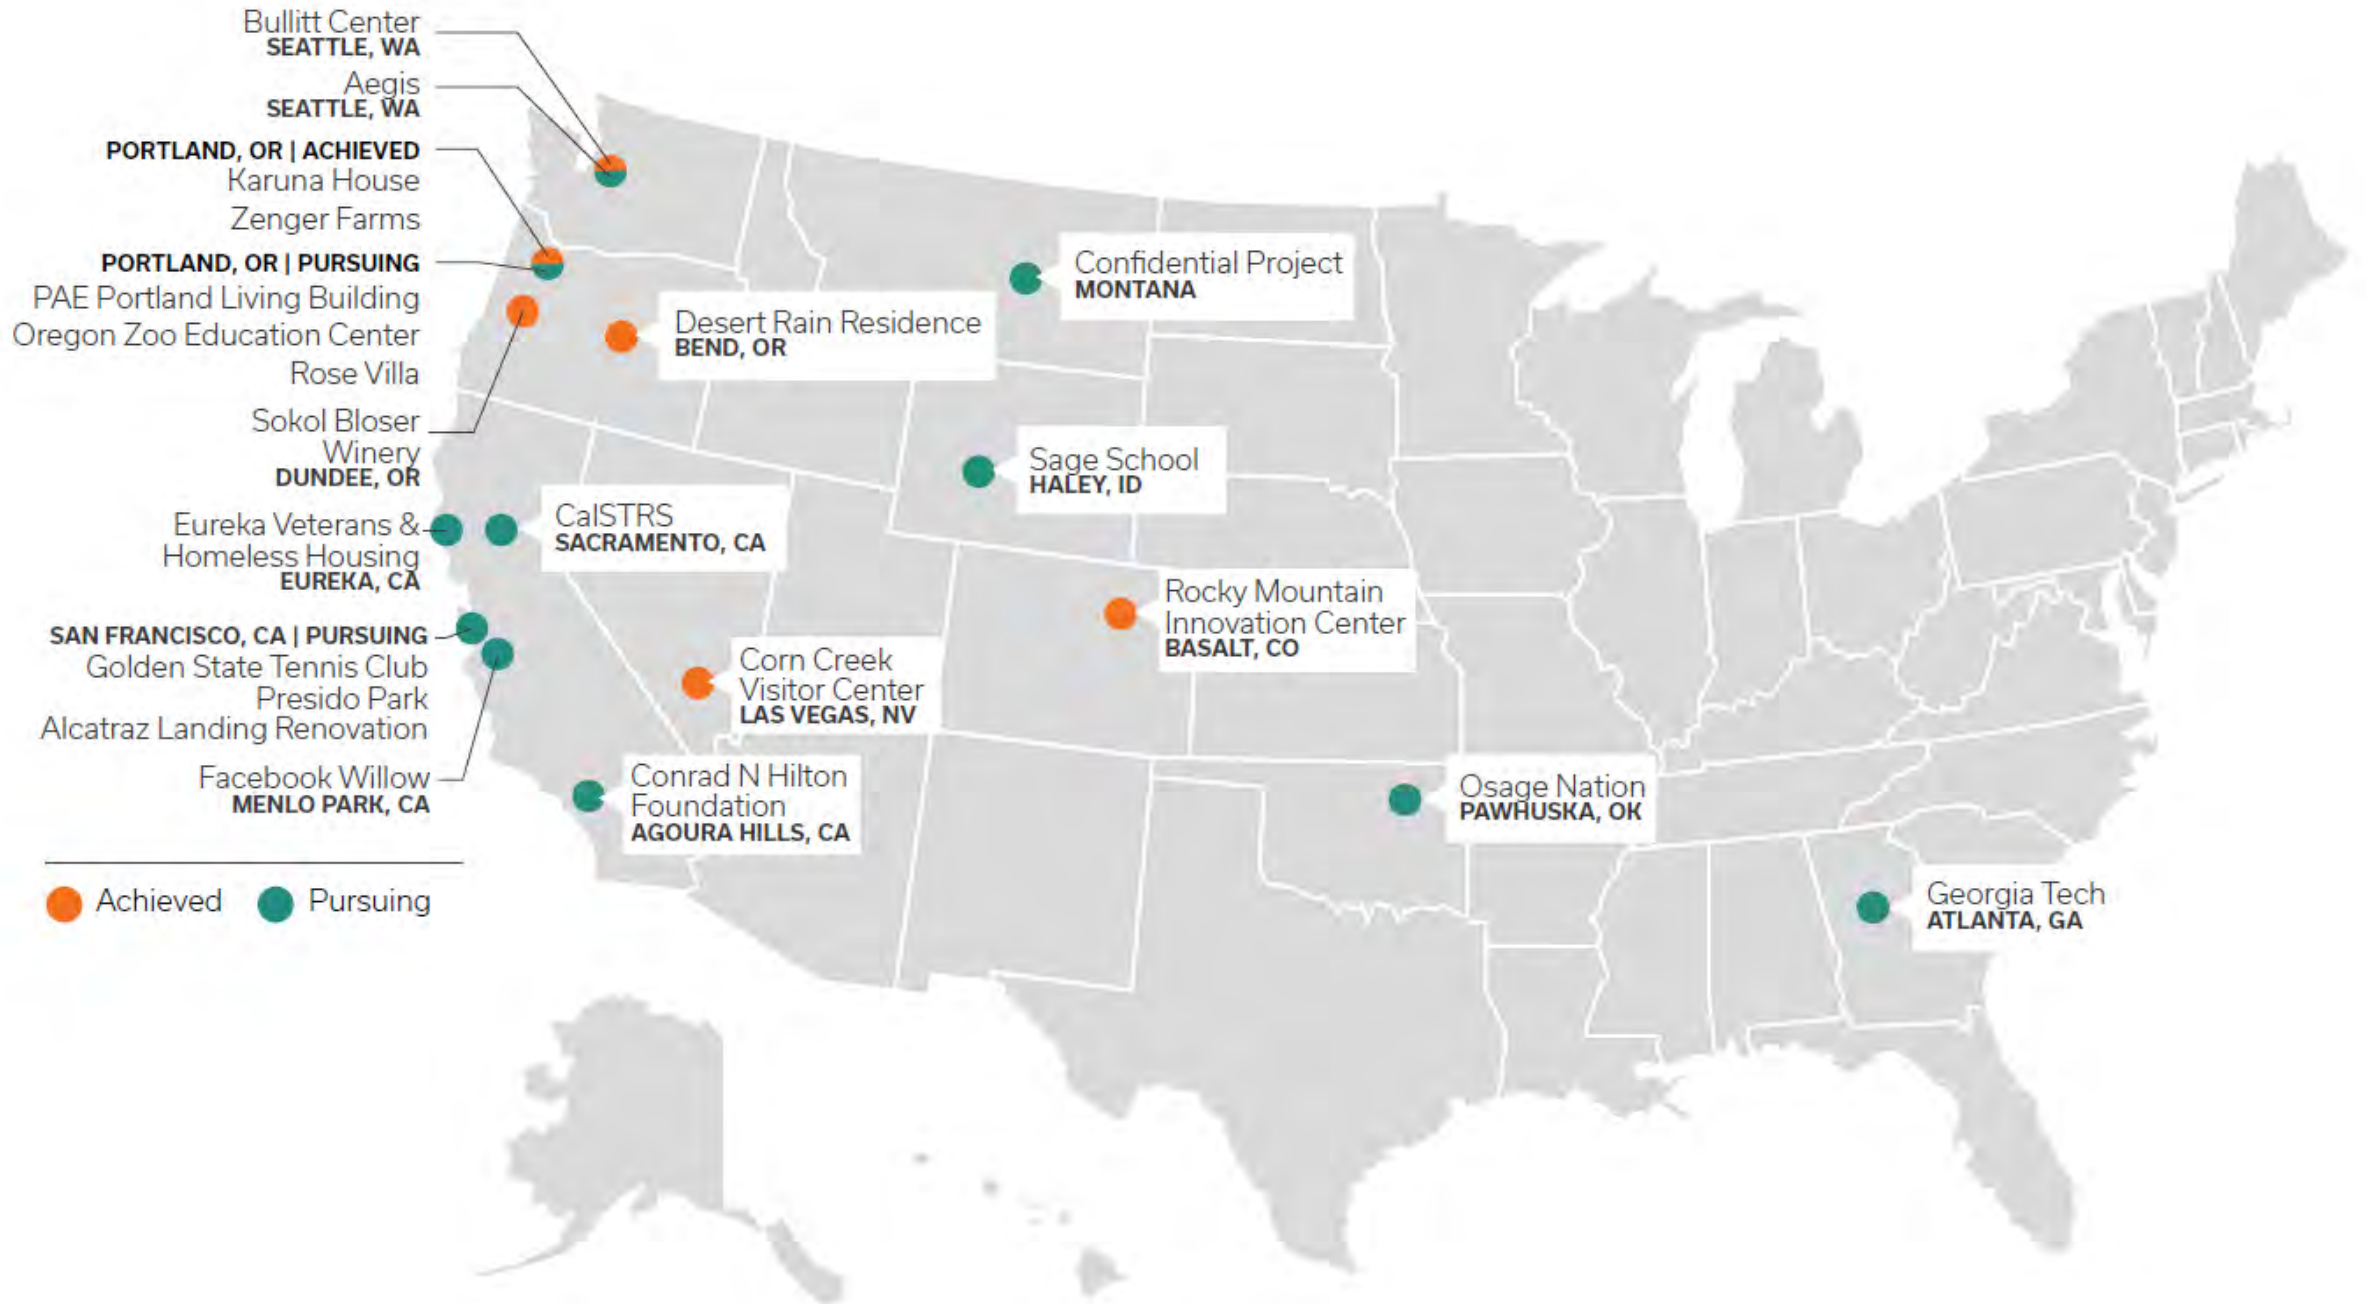 Bullitt Center
SEATTLE, WA
Aegis
SEATTLE, WA
PORTLAND, OR | ACHIEVED
Karuna House
Zenger Farms
PORTLAND, OR | PURSUING
PAE Portland Living Building
Oregon Zoo Education Center
Rose Villa
Sokol Bloser
Winery
DUNDEE, OR
Eureka Veterans &
Homeless Housing
EUREKA, CA
SAN FRANCISCO, CA | PURSUING
Golden State Tennis Club
Presido Park
Alcatraz Landing Renovation
Facebook Willow
MENLO PARK, CA
Achieved
Pursuing
Confidential Project
MONTANA
Desert Rain Residence
BEND, OR
Sage School
HALEY, ID
CalSTRS
SACRAMENTO, CA
Rocky Mountain
Innovation Center
BASALT, CO
Corn Creek
Visitor Center
LAS VEGAS, NV
Conrad N Hilton
Foundation
AGOURA HILLS, CA
Osage Nation
PAWHUSKA, OK
Georgia Tech
ATLANTA, GA